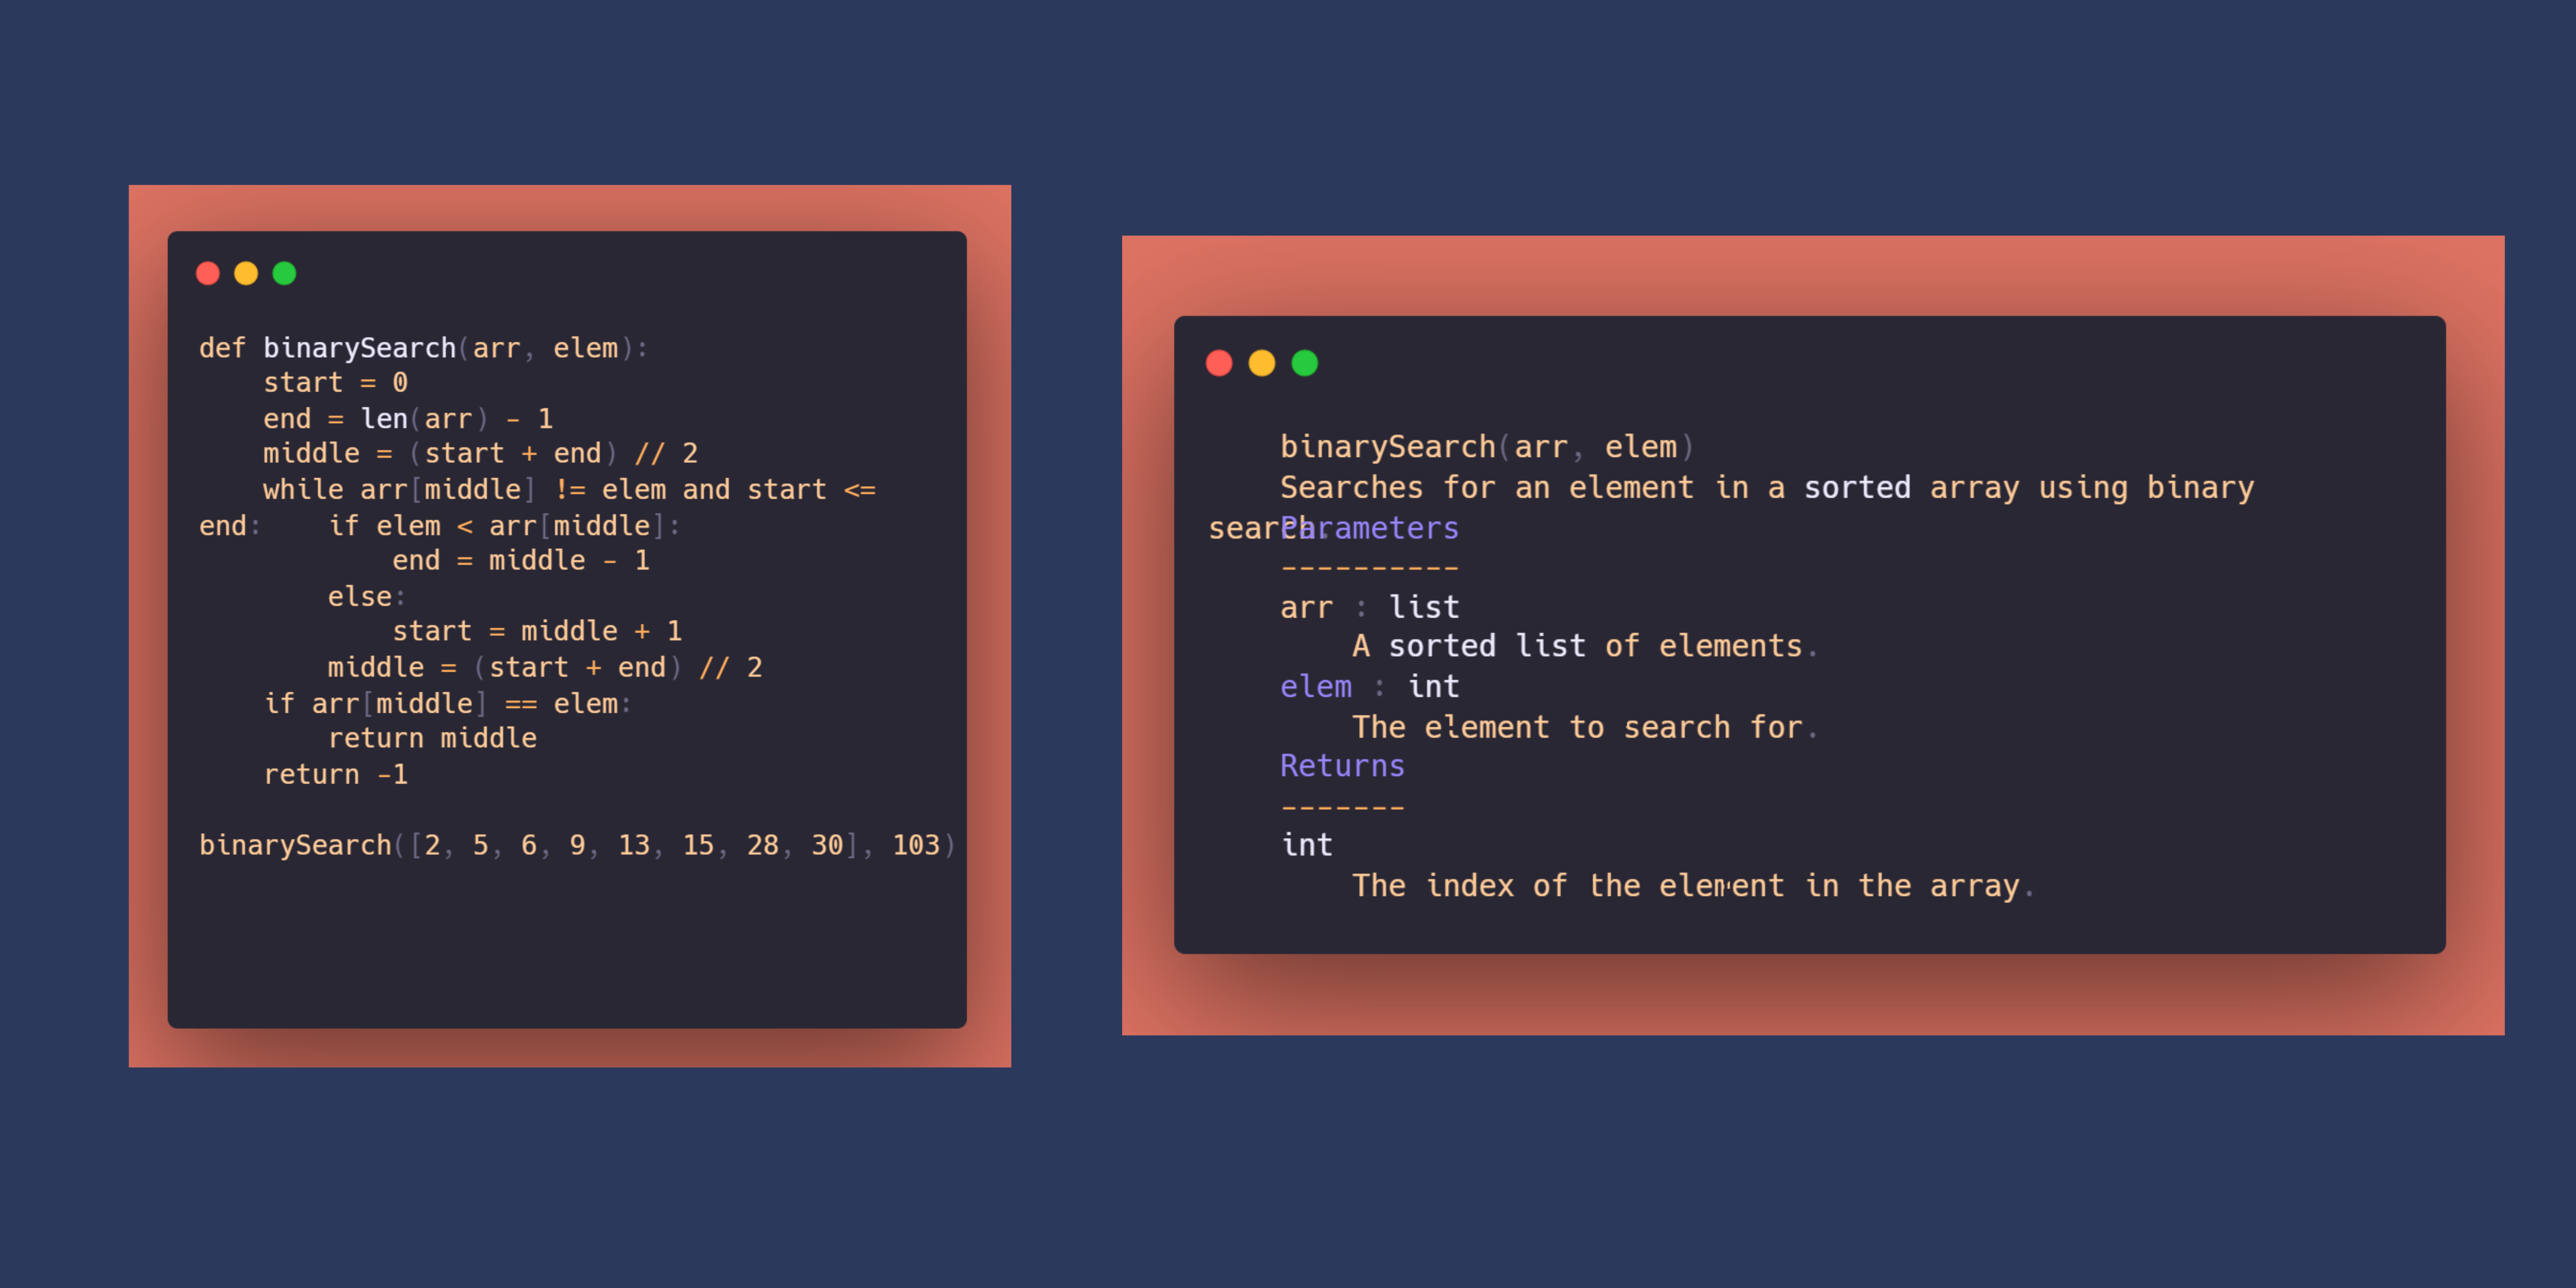 def binarySearch(arr, elem):
    start = 0
    end = len(arr) - 1
    middle = (start + end) // 2
    while arr[middle] != elem and start <=
end:    if elem < arr[middle]:
            end = middle - 1
        else:
            start = middle + 1
        middle = (start + end) // 2
    if arr[middle] == elem:
        return middle
    return -1
binarySearch([2, 5, 6, 9, 13, 15, 28, 30], 103)
    binarySearch(arr, elem)
    Searches for an element in a sorted array using binary
search.
    Parameters
    ----------
    arr : list
        A sorted list of elements.
    elem : int
        The element to search for.
    Returns
    -------
    int
        The index of the element in the array.